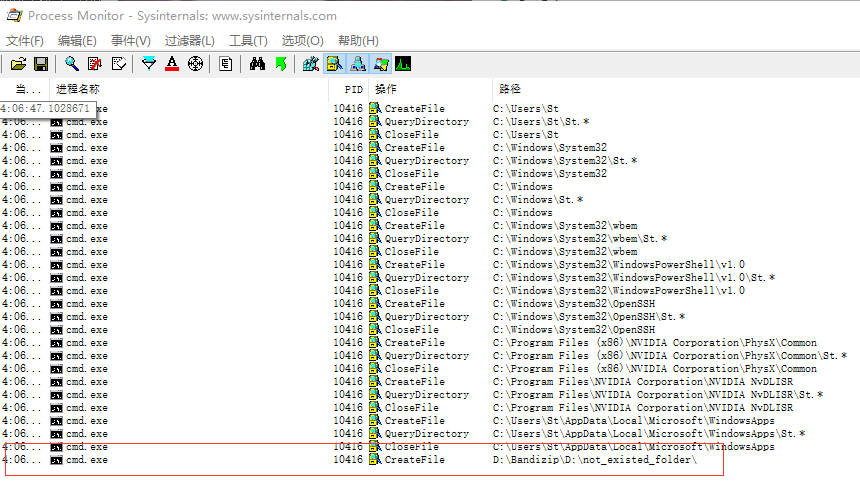 Process Monitor - Sysinternals: www.sysinternals.com
文件(F) 编辑(E) 事件(V) 过滤器(L) 工具(T) 选项(O) 帮助(H)
当... 进程名称 PID 操作 路径
4:06:47.1028671 xe 10416 CreateFile C:\Users\St
4:06... cmd.exe 10416 QueryDirectory C:\Users\St\St.*
4:06... cmd.exe 10416 CloseFile C:\Users\St
4:06... cmd.exe 10416 CreateFile C:\Windows\System32
4:06... cmd.exe 10416 QueryDirectory C:\Windows\System32\St.*
4:06... cmd.exe 10416 CloseFile C:\Windows\System32
4:06... cmd.exe 10416 CreateFile C:\Windows
4:06... cmd.exe 10416 QueryDirectory C:\Windows\St.*
4:06... cmd.exe 10416 CloseFile C:\Windows
4:06... cmd.exe 10416 CreateFile C:\Windows\System32\wbem
4:06... cmd.exe 10416 QueryDirectory C:\Windows\System32\wbem\St.*
4:06... cmd.exe 10416 CloseFile C:\Windows\System32\wbem
4:06... cmd.exe 10416 CreateFile C:\Windows\System32\WindowsPowerShell\v1.0
4:06... cmd.exe 10416 QueryDirectory C:\Windows\System32\WindowsPowerShell\v1.0\St.*
4:06... cmd.exe 10416 CloseFile C:\Windows\System32\WindowsPowerShell\v1.0
4:06... cmd.exe 10416 CreateFile C:\Windows\System32\OpenSSH
4:06... cmd.exe 10416 QueryDirectory C:\Windows\System32\OpenSSH\St.*
4:06... cmd.exe 10416 CloseFile C:\Windows\System32\OpenSSH
4:06... cmd.exe 10416 CreateFile C:\Program Files (x86)\NVIDIA Corporation\PhysX\Common
4:06... cmd.exe 10416 QueryDirectory C:\Program Files (x86)\NVIDIA Corporation\PhysX\Common\St.*
4:06... cmd.exe 10416 CloseFile C:\Program Files (x86)\NVIDIA Corporation\PhysX\Common
4:06... cmd.exe 10416 CreateFile C:\Program Files\NVIDIA Corporation\NVIDIA NvDLISR
4:06... cmd.exe 10416 QueryDirectory C:\Program Files\NVIDIA Corporation\NVIDIA NvDLISR\St.*
4:06... cmd.exe 10416 CloseFile C:\Program Files\NVIDIA Corporation\NVIDIA NvDLISR
4:06... cmd.exe 10416 CreateFile C:\Users\St\AppData\Local\Microsoft\WindowsApps
4:06... cmd.exe 10416 QueryDirectory C:\Users\St\AppData\Local\Microsoft\WindowsApps\St.*
4:06... cmd.exe 10416 CloseFile C:\Users\St\AppData\Local\Microsoft\WindowsApps
4:06... cmd.exe 10416 CreateFile D:\Bandizip\D:\not_existed_folder\